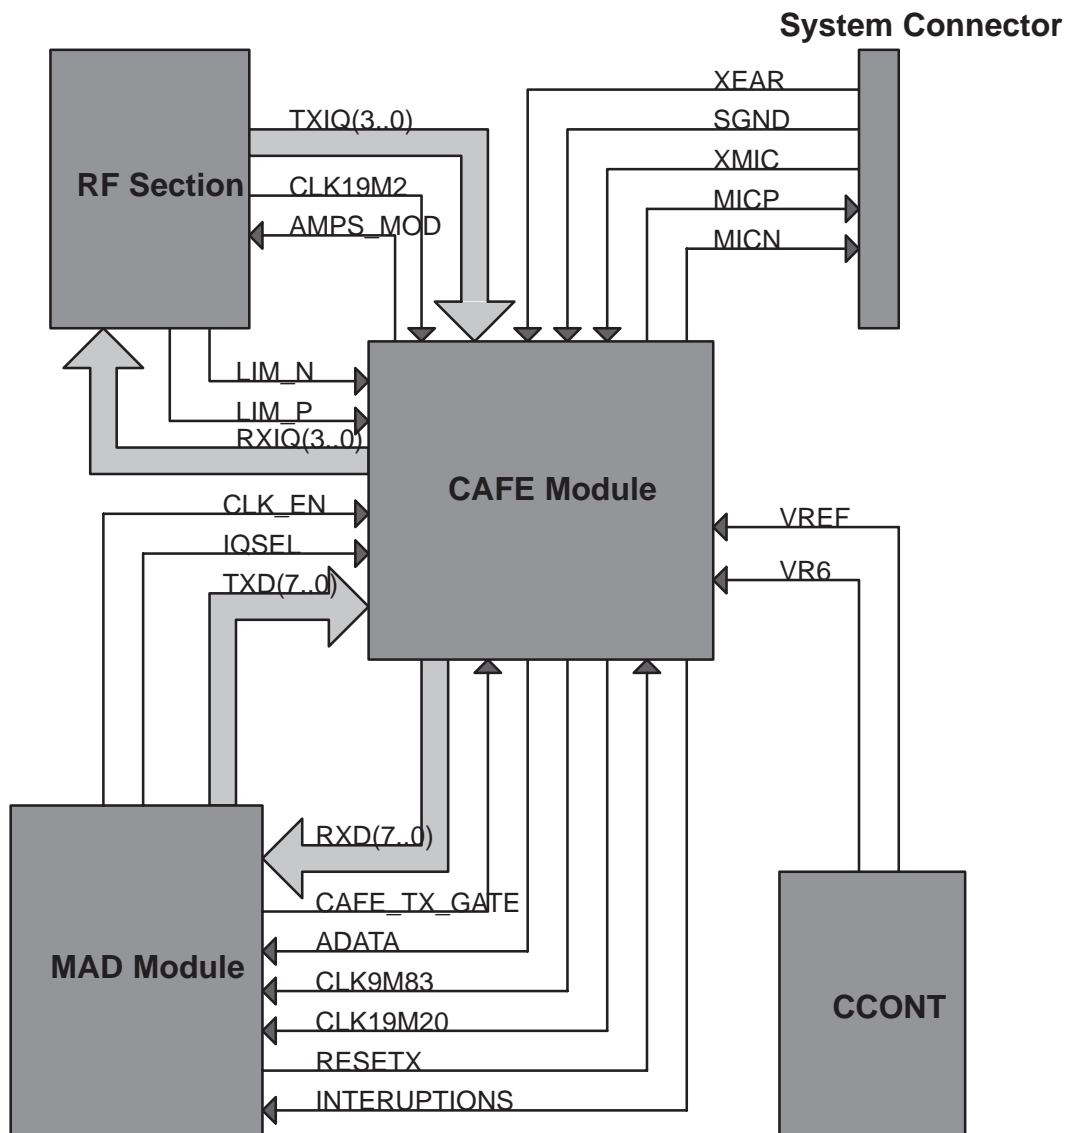 System Connector
XEAR
TXIQ(3..0)
SGND
XMIC
RF Section
CLK19M2
MICP
AMPS_MOD
MICN
LIM_N
LIM_P
RXIQ(3..0)
CAFE Module
CLK_EN
VREF
IQSEL
VR6
TXD(7..0)
RXD(7..0)
CAFE_TX_GATE
ADATA
MAD Module
CLK9M83
CCONT
CLK19M20
RESETX
INTERUPTIONS